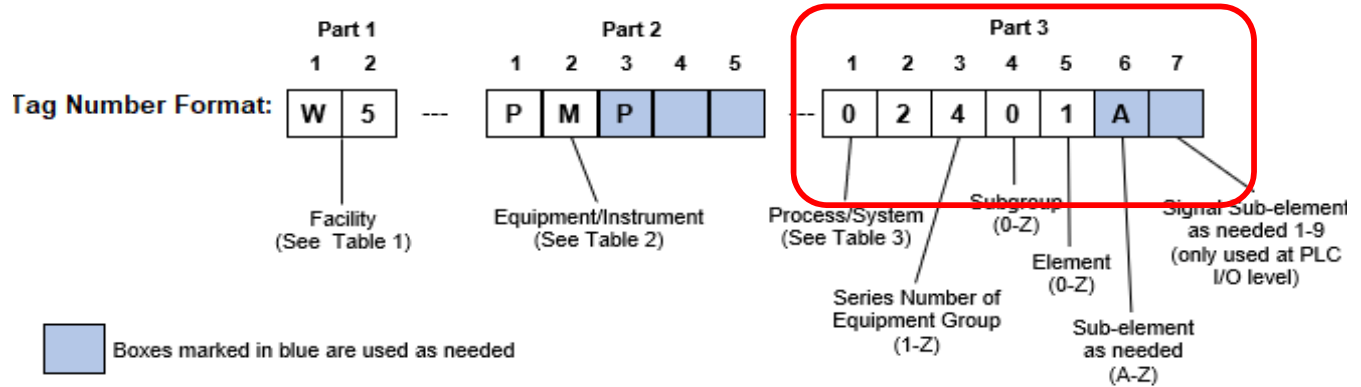 Part 1 Part 2 Part 3
1 2 1 2 3 4 5 1 2 3 4 5 6 7
Tag Number Format: W 5 --- P M P --- 0 2 4 0 1 A
Facility
(See Table 1)
Equipment/Instrument
(See Table 2)
Process/System
(See Table 3)
Series Number of
Equipment Group
(1-Z)
Subgroup
(0-Z)
Element
(0-Z)
Sub-element
as needed
(A-Z)
Signal Sub-element
as needed 1-9
(only used at PLC
I/O level)
Boxes marked in blue are used as needed